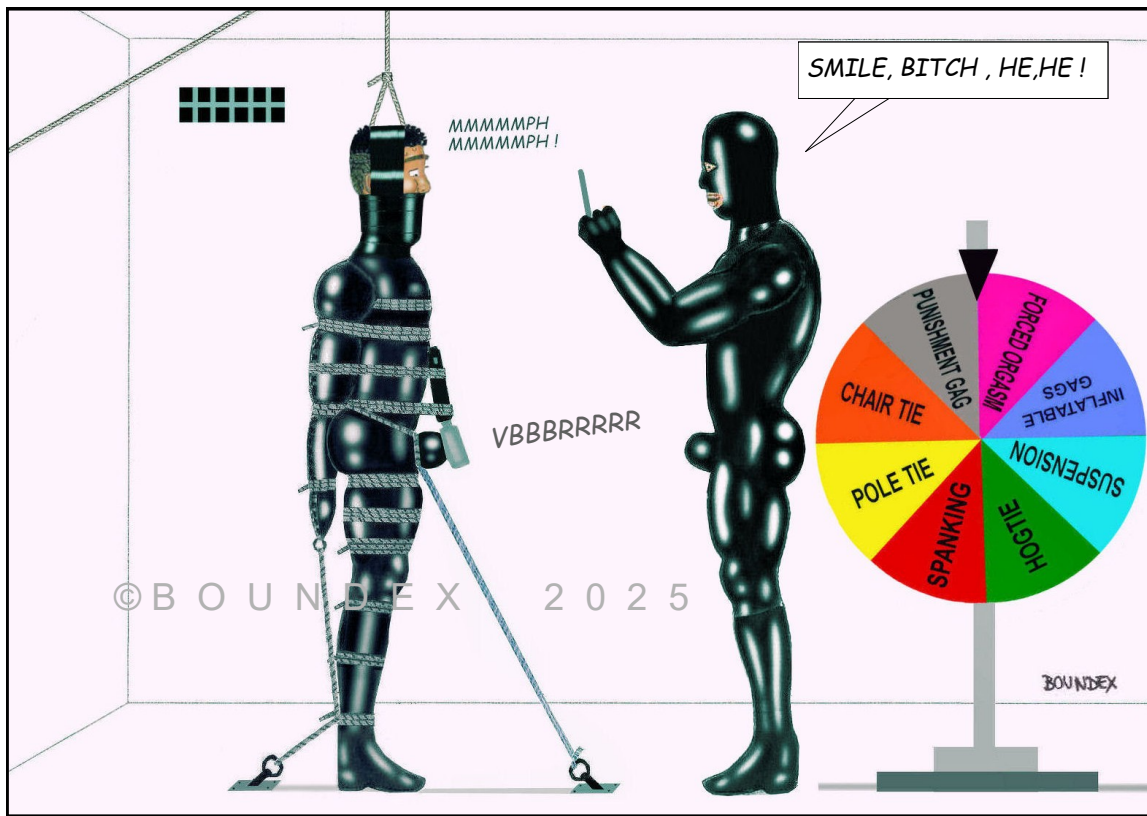 SMILE, BITCH , HE,HE !
MMMMMPH
MMMMMPH !
VBBBRRRRR
PUNISHMENT GAG
FORCED ORGASM
INFLATABLE
GAGS
SUSPENSION
HOGTIE
SPANKING
POLE TIE
CHAIR TIE
©BOUNDEX 2025
BOUNDEX